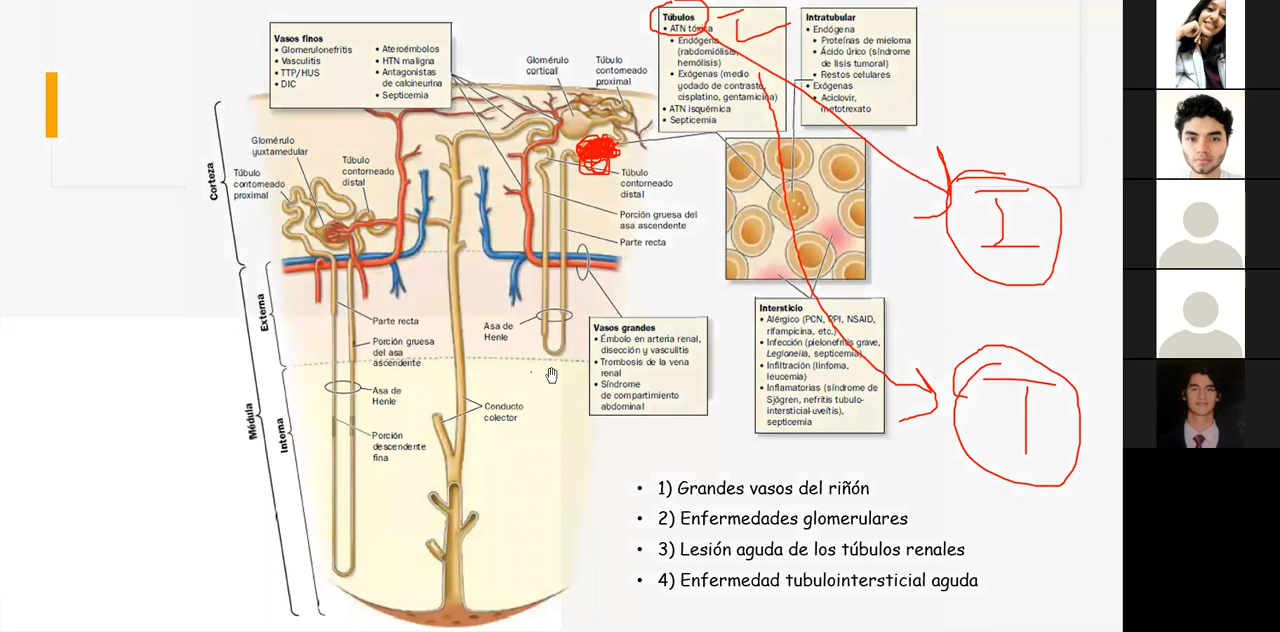 Vasos finos
• Glomerulonefritis
• Vasculitis
• TTP/HUS
• DIC
• Ateroémbolos
• HTN maligna
• Antagonistas
de calcineurina
• Septicemia
Glomérulo
cortical
Túbulo
contorneado
proximal
Túbulos
• ATN tóxica
• Endógena
(rabdomiólisis,
hemólisis)
• Exógenas (medio
yodado de contraste,
cisplatino, gentamicina)
• ATN isquémica
• Septicemia
Intratubular
• Endógena
• Proteínas de mieloma
• Ácido úrico (síndrome
de lisis tumoral)
• Restos celulares
• Exógenas
• Aciclovir,
metotrexato
Corteza
Glomérulo
yuxtamedular
Túbulo
contorneado
proximal
Túbulo
contorneado
distal
Túbulo
contorneado
distal
Porción gruesa del
asa ascendente
Parte recta
I
Médula
Externa
Interna
Parte recta
Porción gruesa
del asa
ascendente
Asa de
Henle
Asa de
Henle
Porción
descendente
fina
Conducto
colector
Vasos grandes
• Émbolo en arteria renal,
disección y vasculitis
• Trombosis de la vena
renal
• Síndrome
de compartimiento
abdominal
Intersticio
• Alérgico (PCN, PPI, NSAID,
rifampicina, etc.)
• Infección (pielonefritis grave,
Legionella, septicemia)
• Infiltración (linfoma,
leucemia)
• Inflamatorias (síndrome de
Sjögren, nefritis tubulo-
intersticial-uveítis),
septicemia
T
• 1) Grandes vasos del riñón
• 2) Enfermedades glomerulares
• 3) Lesión aguda de los túbulos renales
• 4) Enfermedad tubulointersticial aguda